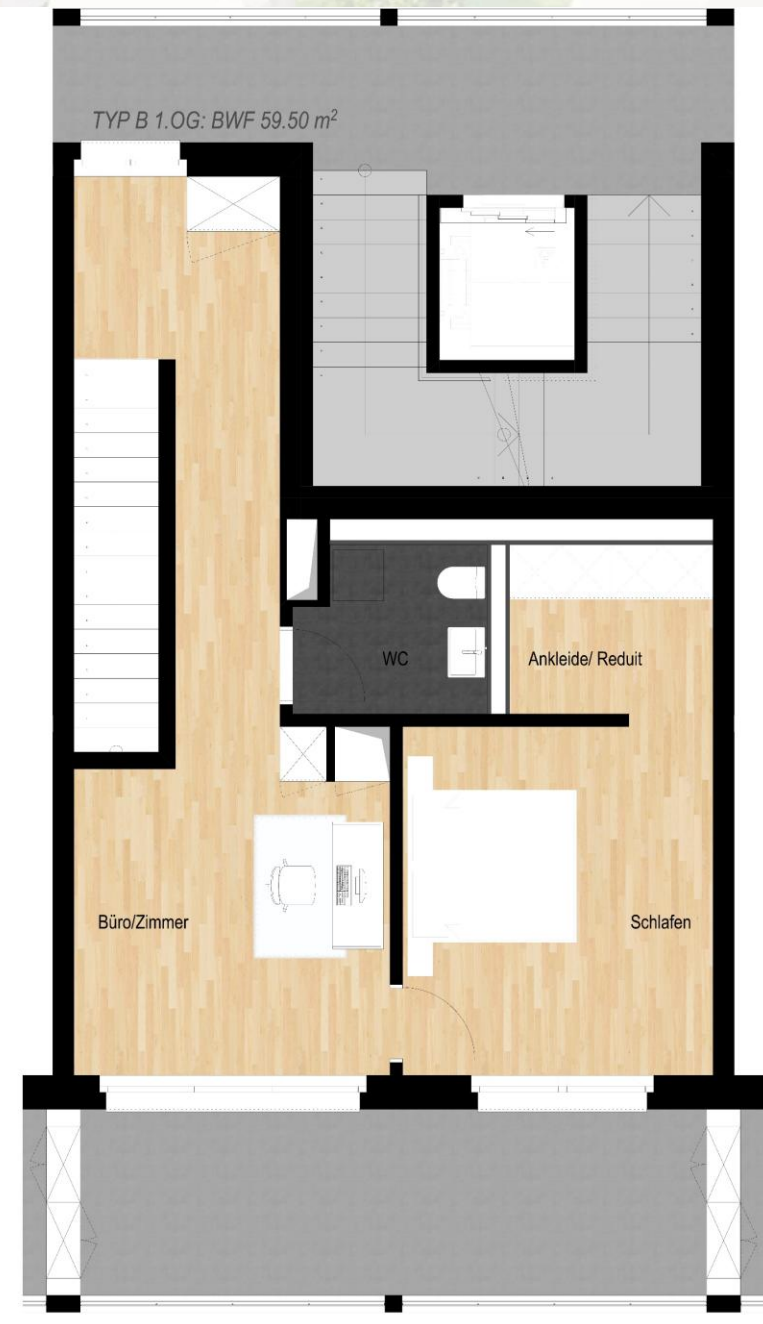 TYP B 1.OG: BWF 59.50 m²
WC
Ankleide/ Reduit
Büro/Zimmer
Schlafen